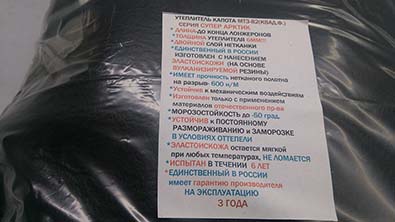 УТЕПЛИТЕЛЬ КАПОТА МТЗ-82(КВАД.Ф.)
СЕРИЯ СУПЕР АРКТИК
*ДЛИНА-ДО КОНЦА ЛОНЖЕРОНОВ
*ТОЛЩИНА УТЕПЛИТЕЛЯ 6ММ!!!
*ДВОЙНОЙ СЛОЙ НЕТКАНКИ
*ЕДИНСТВЕННЫЙ В РОССИИ
ИЗГОТОВЛЕН С НАНЕСЕНИЕМ
ЭЛАСТОИСКОЖИ (НА ОСНОВЕ
ВУЛКАНИЗИРУЕМОЙ РЕЗИНЫ)
*ИМЕЕТ прочность нетканого полотна
на разрыв- 600 н/М
*Устойчив к механическим воздействиям
*Изготовлен только с применением
материалов отечественного пр-ва
*МОРОЗОСТОЙКОСТЬ до -50 град.
*УСТОЙЧИВ к ПОСТОЯННОМУ
РАЗМОРАЖИВАНИЮ и ЗАМОРОЗКЕ
В УСЛОВИЯХ ОТТЕПЕЛИ
*ЭЛАСТОИСКОЖА остается мягкой
при любых температурах, НЕ ЛОМАЕТСЯ
*ИСПЫТАН В ТЕЧЕНИИ 6 ЛЕТ
*ЕДИНСТВЕННЫЙ В РОССИИ
имеет гарантию производителя
НА ЭКСПЛУАТАЦИЮ
3 ГОДА